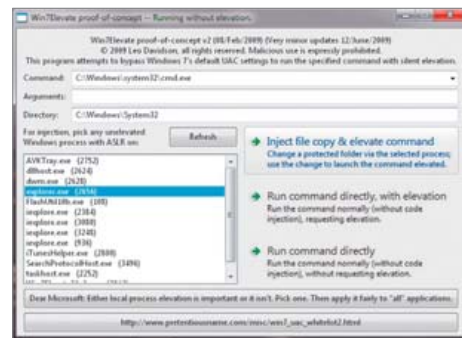 Win7Elevate proof-of-concept -- Running without elevation.
Win7Elevate proof-of-concept v2 (08/Feb/2009) (Very minor updates 12/June/2009)
© 2009 Leo Davidson, all rights reserved. Malicious use is expressly prohibited.
This program attempts to bypass Windows 7's default UAC settings to run the specified command with silent elevation.
Command: C:\Windows\system32\cmd.exe
Arguments:
Directory: C:\Windows\System32
For injection, pick any unelevated
Windows process with ASLR on:
Refresh
AVKTray.exe (2752)
dllhost.exe (2624)
dwm.exe (2628)
explorer.exe (2656)
(108)
iexplore.exe (2384)
iexplore.exe (3080)
iexplore.exe (3248)
iexplore.exe (936)
iTunesHelper.exe (2800)
SearchProtocolHost.exe (3496)
taskhost.exe (2252)
Inject file copy & elevate command
Change a protected folder via the selected process;
use the change to launch the command elevated.
Run command directly, with elevation
Run the command normally (without code
injection), requesting elevation.
Run command directly
Run the command normally (without code
injection), without requesting elevation.
Dear Microsoft: Either local process elevation is important or it isn't. Pick one. Then apply it fairly to "all" applications.
http://www.pretentiousname.com/misc/win7_uac_whitelist2.html